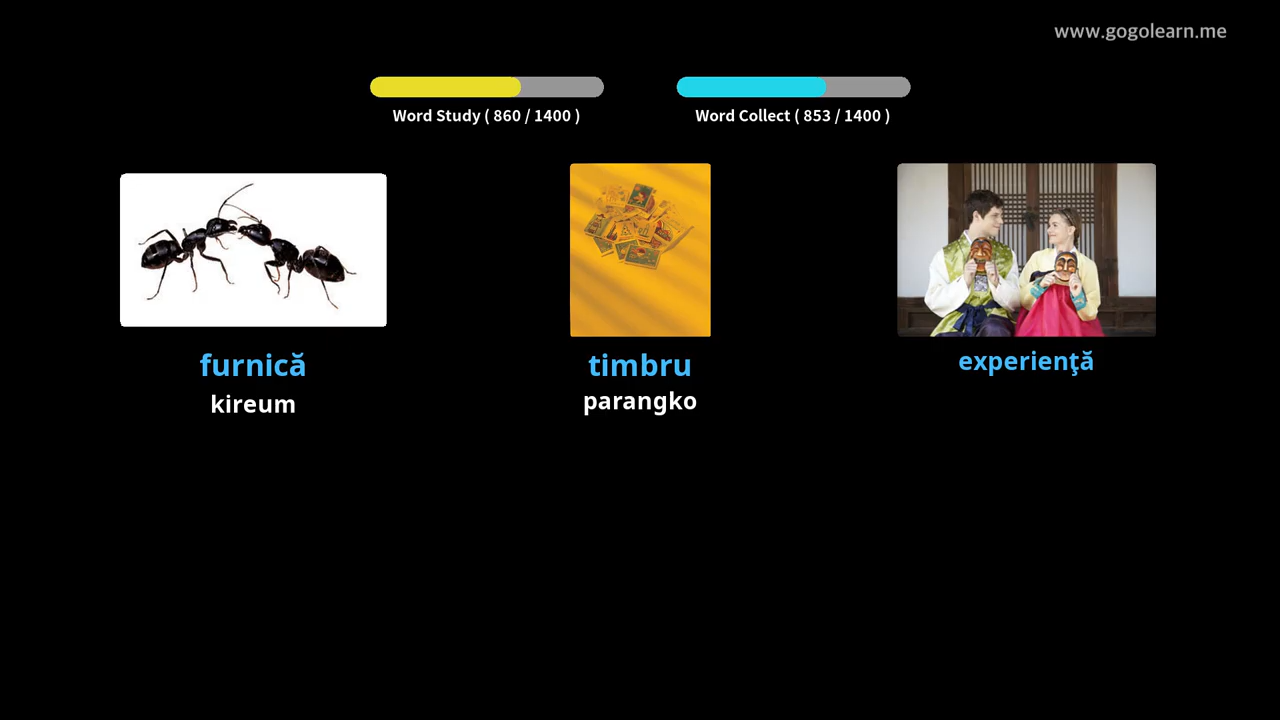 www.gogolearn.me
Word Study ( 860 / 1400 )
Word Collect ( 853 / 1400 )
furnică
kireum
timbru
parangko
experienţă